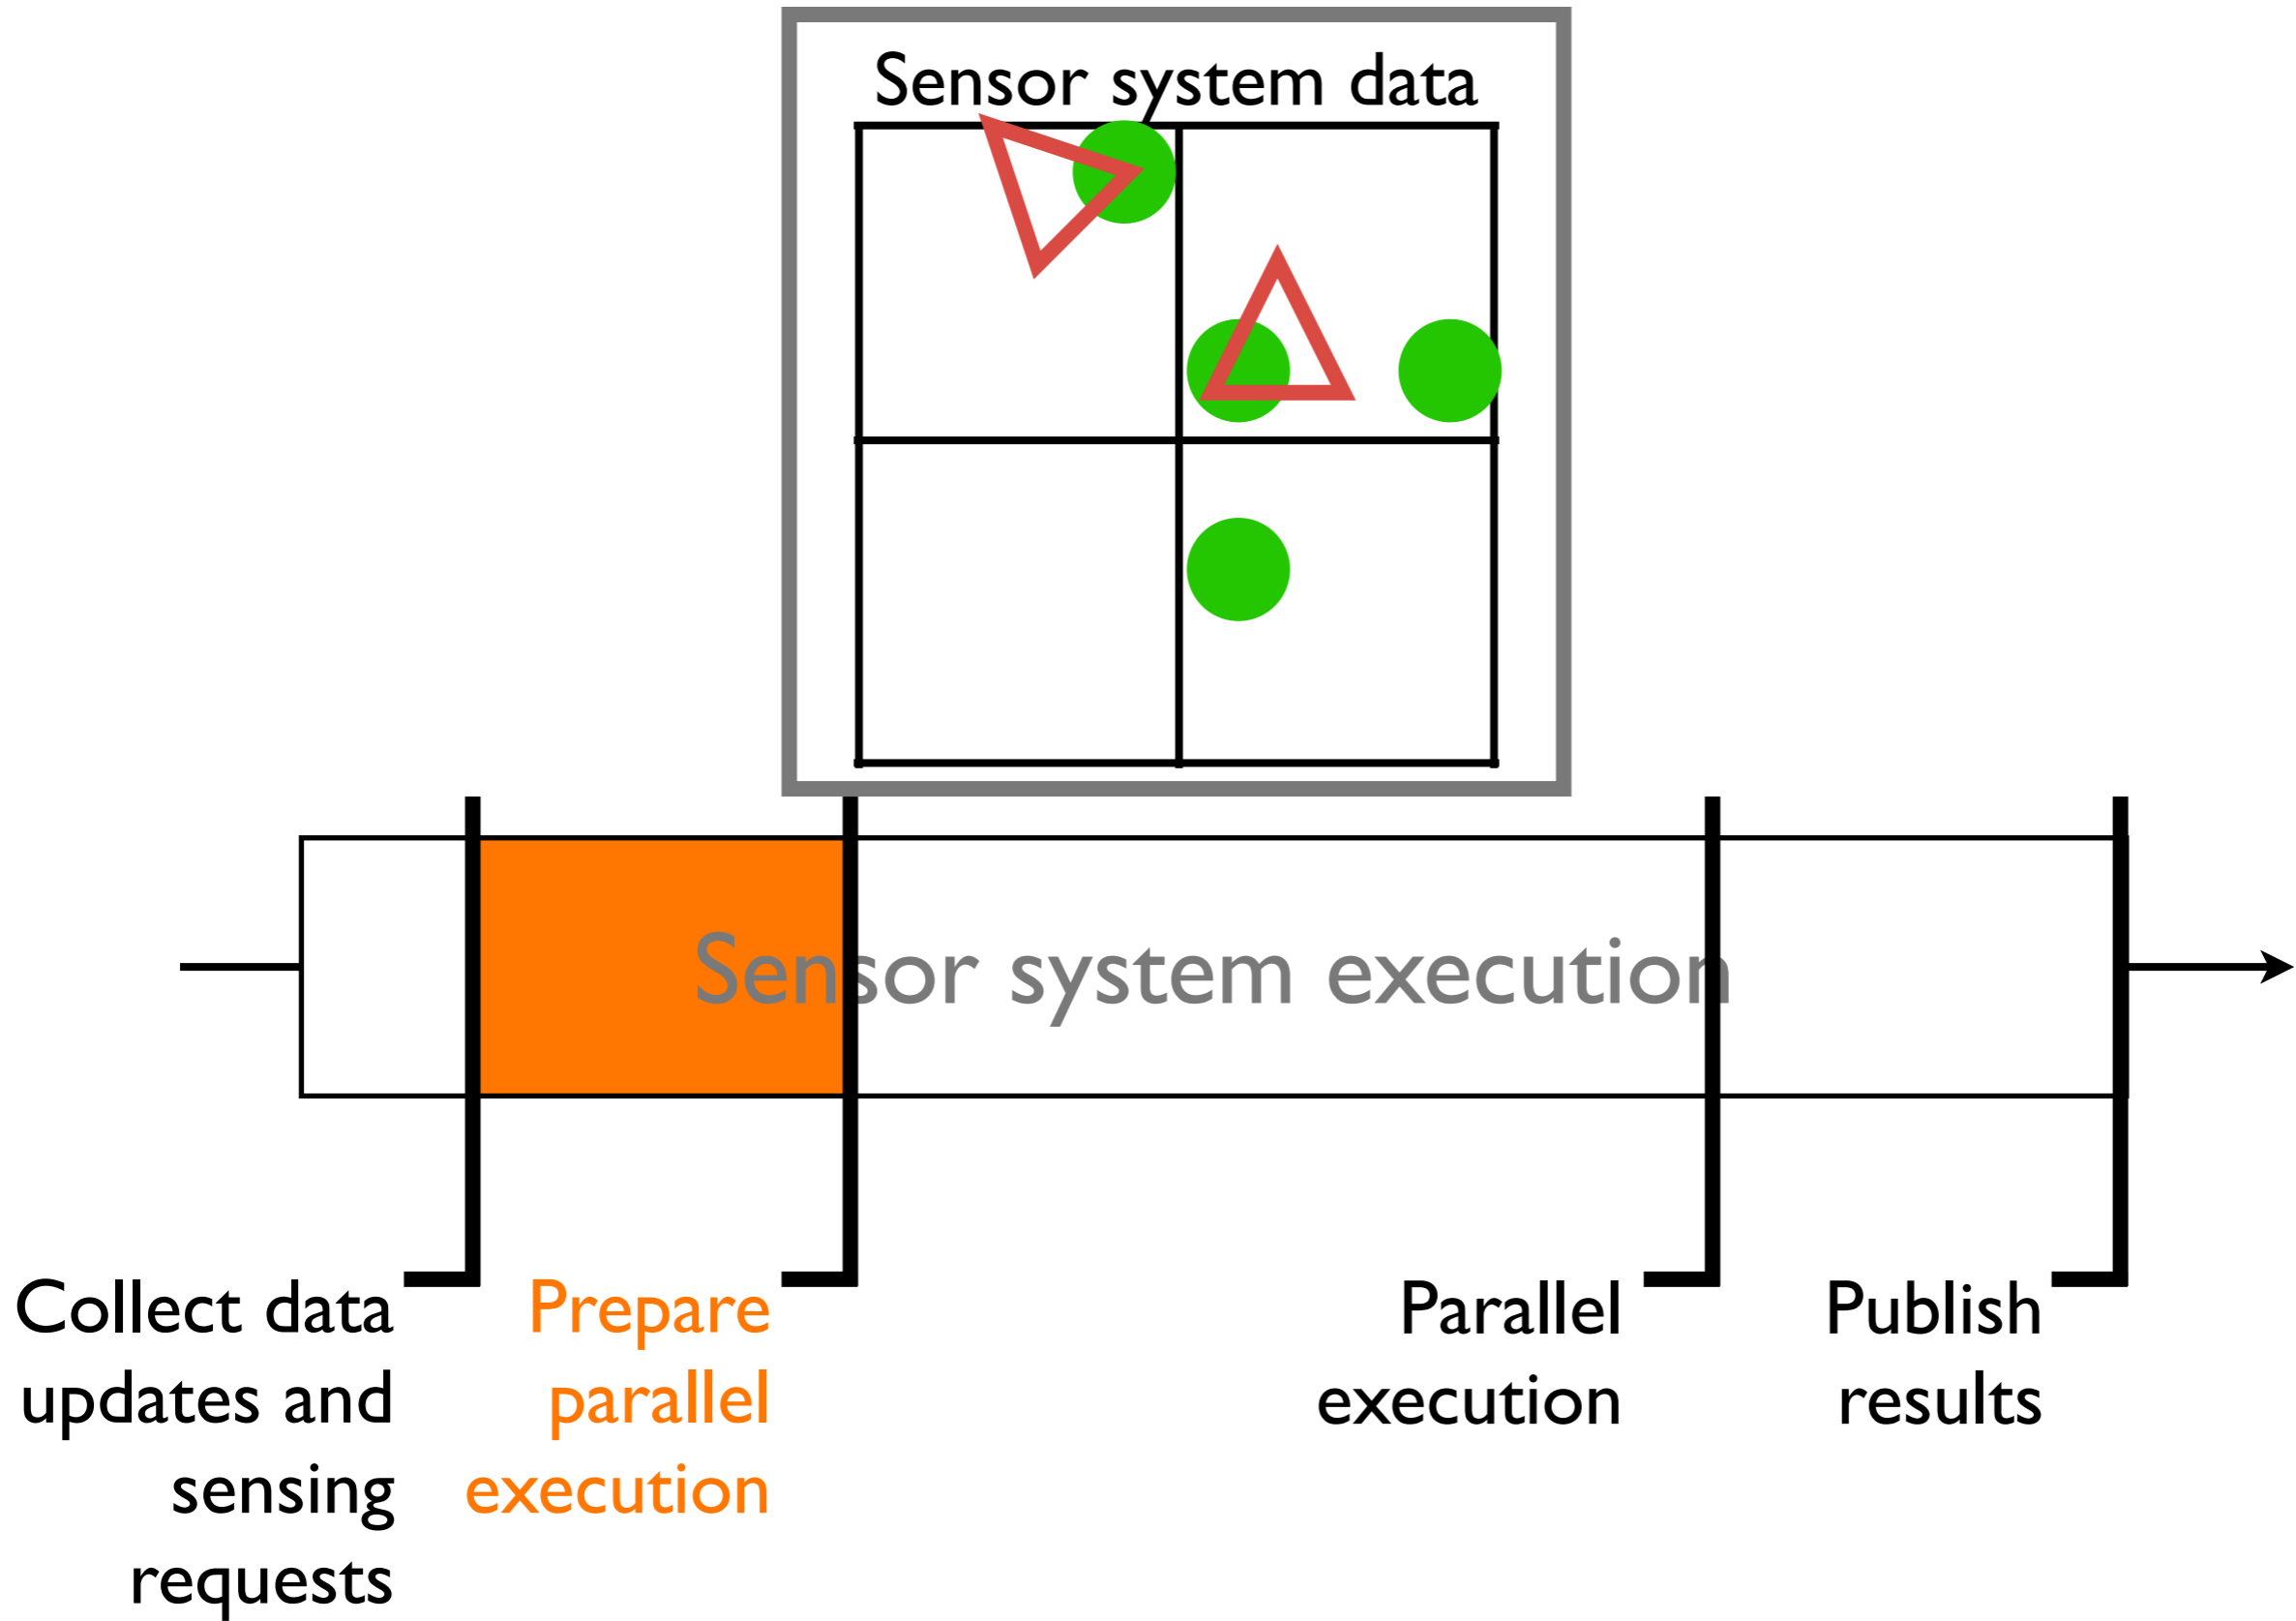 Sensor system data
Sensor system execution
Collect data
updates and
sensing
requests
Prepare
parallel
execution
Parallel
execution
Publish
results